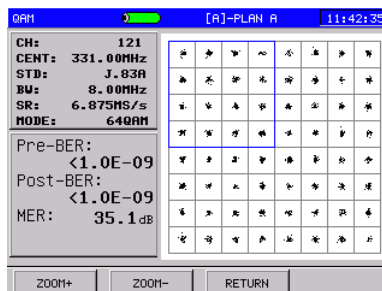 QAM [A]-PLAN A 11:42:35
CH: 121
CENT: 331.00MHz
STD: J.83A
BW: 8.00MHz
SR: 6.875MS/s
MODE: 64QAM
Pre-BER:
<1.0E-09
Post-BER:
<1.0E-09
MER: 35.1dB
ZOOM+ ZOOM- RETURN